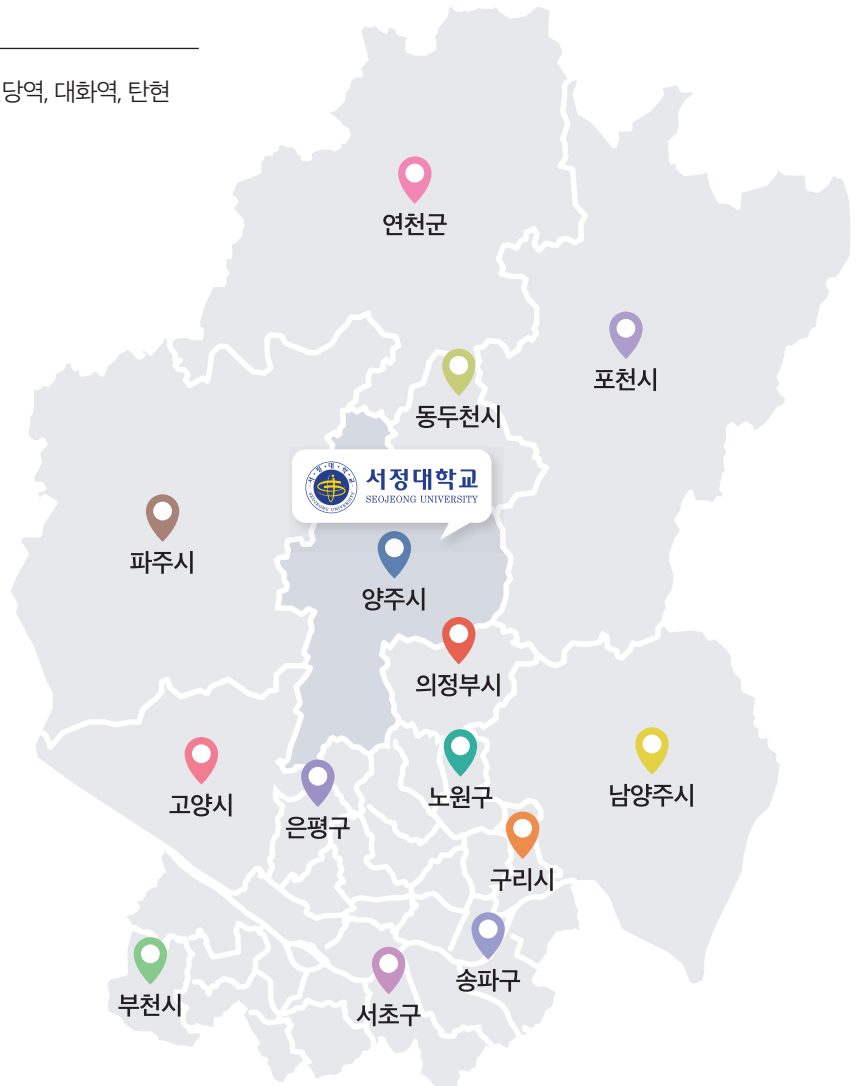 당역, 대화역, 탄현
연천군
포천시
동두천시
서정대학교
SEOJEONG UNIVERSITY
파주시
양주시
의정부시
고양시
은평구
노원구
남양주시
구리시
송파구
부천시
서초구